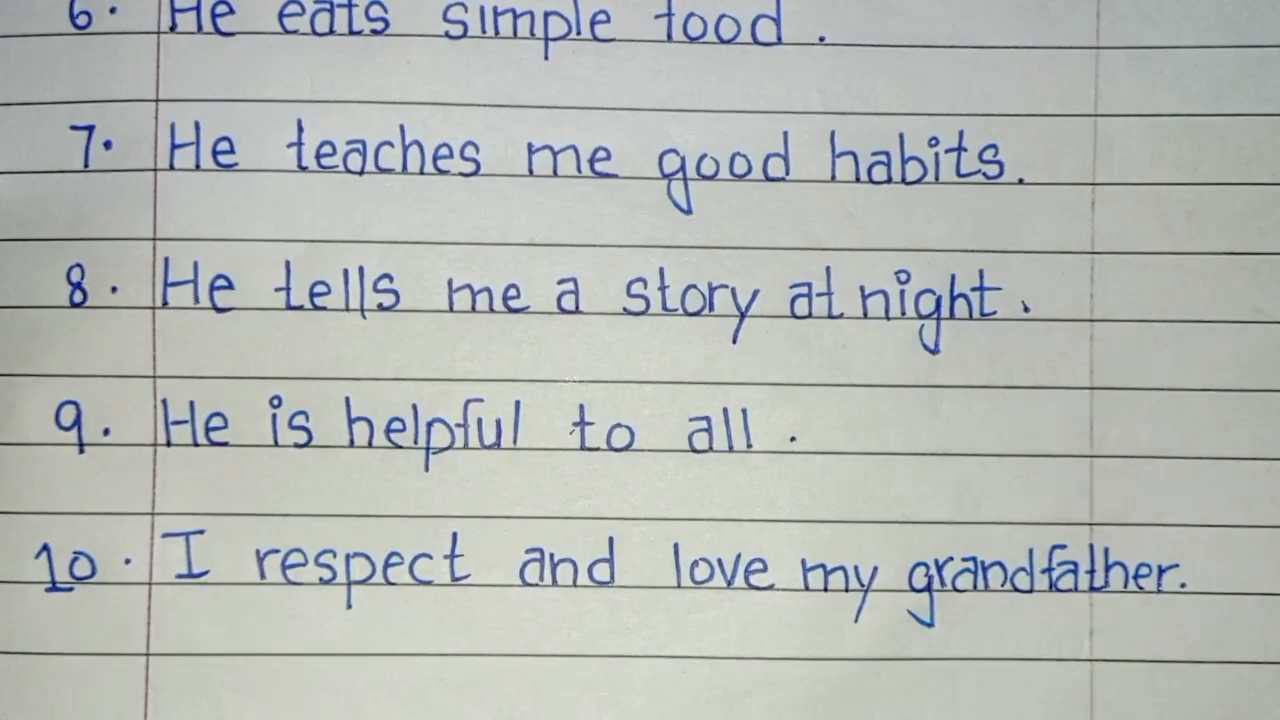 6. He eats simple food.
7. He teaches me good habits.
8. He tells me a story at night.
9. He is helpful to all.
10. I respect and love my grandfather.